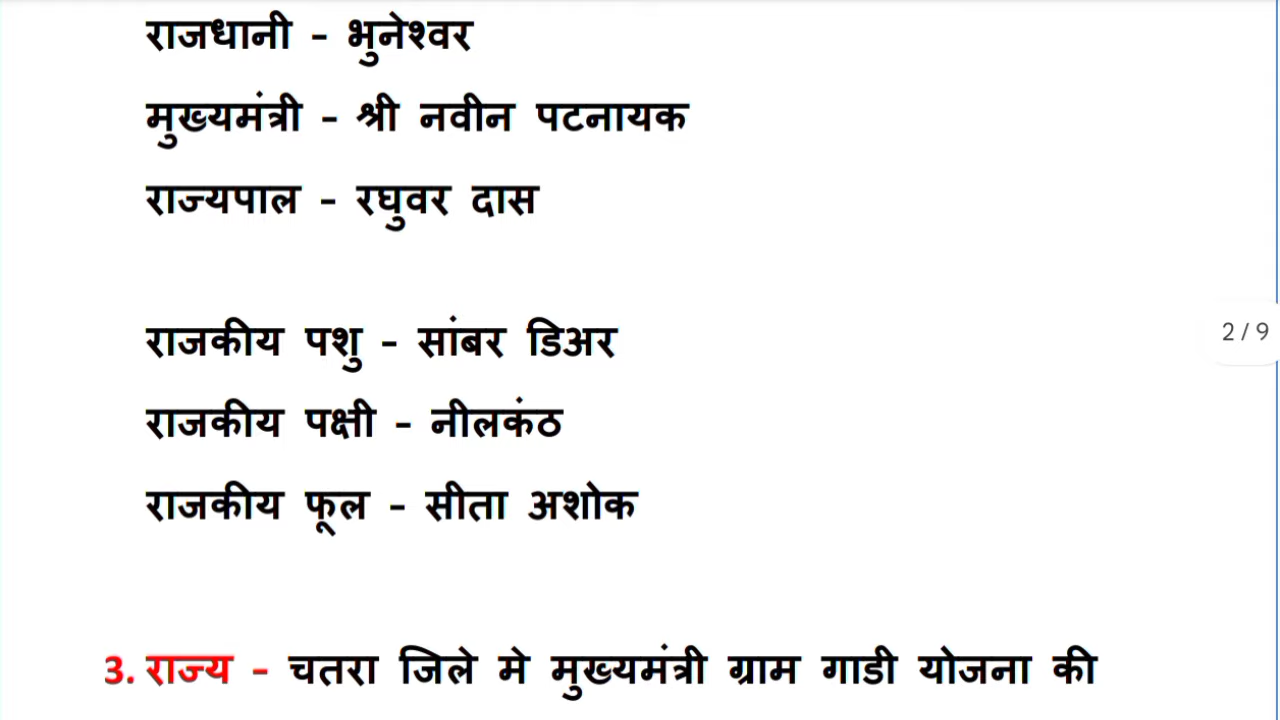 राजधानी - भुनेश्वर
मुख्यमंत्री - श्री नवीन पटनायक
राज्यपाल - रघुवर दास
राजकीय पशु - सांबर डिअर
2 / 9
राजकीय पक्षी - नीलकंठ
राजकीय फूल - सीता अशोक
3. राज्य - चतरा जिले मे मुख्यमंत्री ग्राम गाडी योजना की